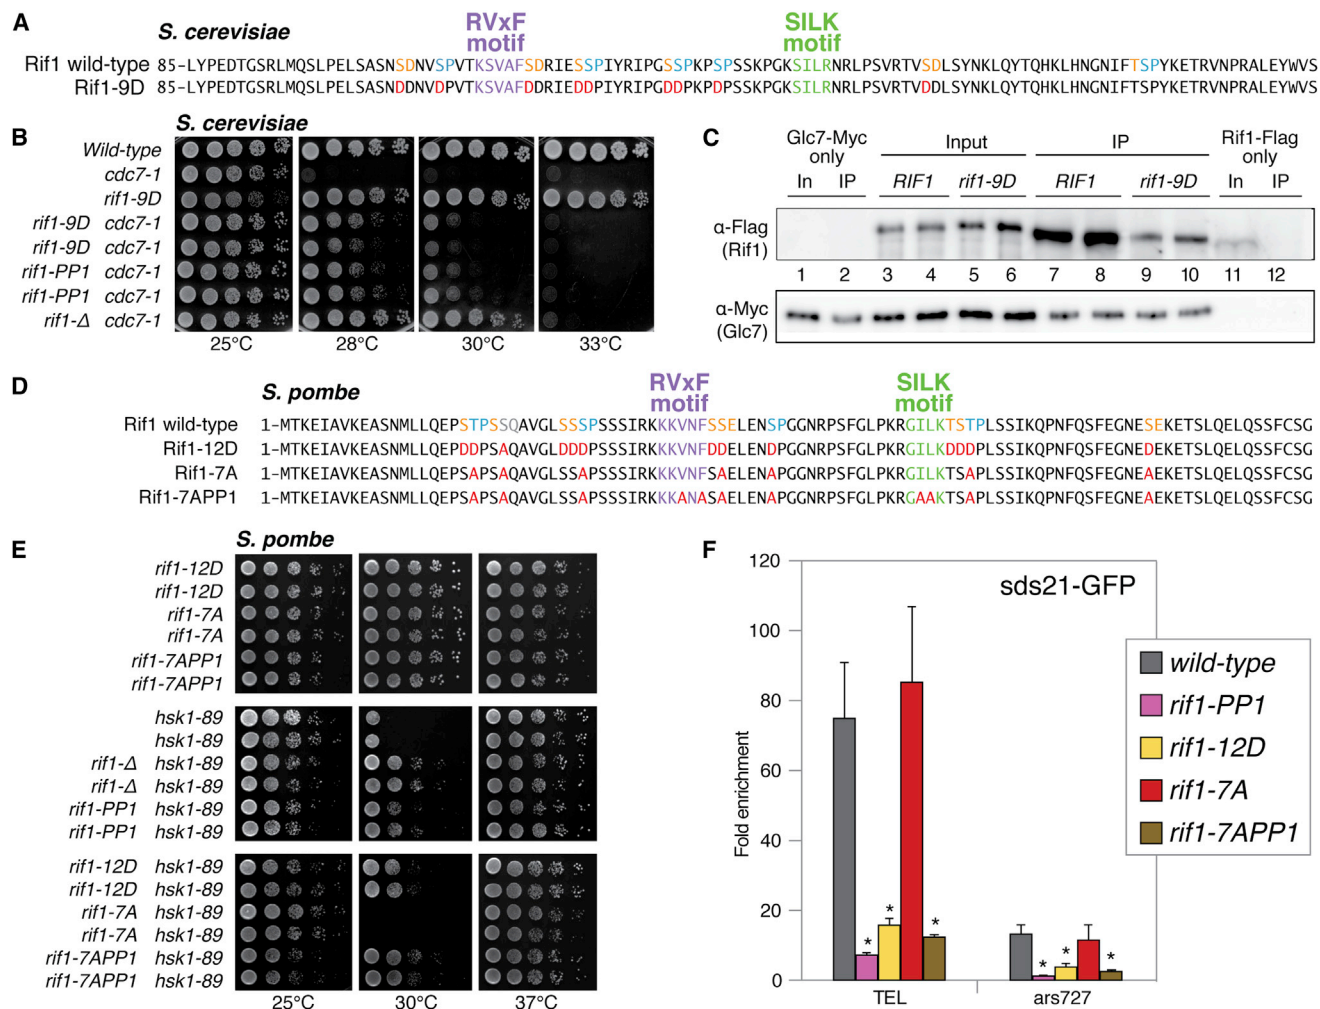 A
S. cerevisiae
RVxF motif
SILK motif
Rif1 wild-type 85-LYPEDTGSRLMQSLPELSASNSDNVSPVTKSVAFSDRIESSPIYRIPGSSPKPSPSSKPGKSILRNRLPSVRTVSDLSYNKLQYTQHKLHNGNIFTSPYKETRVNPRALEYWVS
Rif1-9D 85-LYPEDTGSRLMQSLPELSASNDDNVDPVTKSVAFDDRIEDDPIYRIPGDDPKPDPSSKPGKSILRNRLPSVRTVDDLSYNKLQYTQHKLHNGNIFTSPYKETRVNPRALEYWVS
B
S. cerevisiae
Wild-type
cdc7-1
rif1-9D
rif1-9D cdc7-1
rif1-9D cdc7-1
rif1-PP1 cdc7-1
rif1-PP1 cdc7-1
rif1-Δ cdc7-1
25°C 28°C 30°C 33°C
C
Glc7-Myc only
Input
IP
Rif1-Flag only
In IP RIF1 rif1-9D RIF1 rif1-9D In IP
α-Flag (Rif1)
1 2 3 4 5 6 7 8 9 10 11 12
α-Myc (Glc7)
D
S. pombe
RVxF motif
SILK motif
Rif1 wild-type 1-MTKEIAVKEASNMLLQEPSTPSSQAVGLSSSPSSSIRKKKVNFSSELENSPGGNRPSFGLPKRGILKTSTPLSSIKQPNFQSFEGNESEKETSLQELQSSFCSG
Rif1-12D 1-MTKEIAVKEASNMLLQEPDDPSAQAVGLDDDPSSSIRKKKVNFDDELENDPGGNRPSFGLPKRGILKDDDPLSSIKQPNFQSFEGNEDEKETSLQELQSSFCSG
Rif1-7A 1-MTKEIAVKEASNMLLQEPSAPSAQAVGLSSAPSSSIRKKKVNFSAELENAPGGNRPSFGLPKRGILKTSAPLSSIKQPNFQSFEGNEAEKETSLQELQSSFCSG
Rif1-7APP1 1-MTKEIAVKEASNMLLQEPSAPSAQAVGLSSAPSSSIRKKKANASAELENAPGGNRPSFGLPKRGAAKTSAPLSSIKQPNFQSFEGNEAEKETSLQELQSSFCSG
E
S. pombe
rif1-12D
rif1-12D
rif1-7A
rif1-7A
rif1-7APP1
rif1-7APP1
hsk1-89
hsk1-89
rif1-Δ hsk1-89
rif1-Δ hsk1-89
rif1-PP1 hsk1-89
rif1-PP1 hsk1-89
rif1-12D hsk1-89
rif1-12D hsk1-89
rif1-7A hsk1-89
rif1-7A hsk1-89
rif1-7APP1 hsk1-89
rif1-7APP1 hsk1-89
25°C 30°C 37°C
F
sds21-GFP
Fold enrichment
120
100
80
60
40
20
0
* * *
* * *
TEL ars727
wild-type
rif1-PP1
rif1-12D
rif1-7A
rif1-7APP1